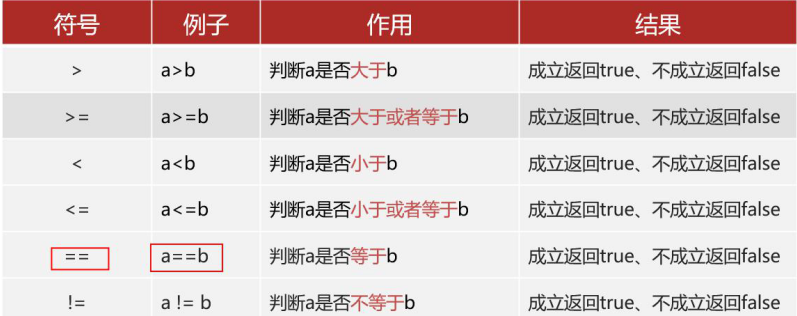 符号 例子 作用 结果
> a>b 判断a是否大于b 成立返回true、不成立返回false
>= a>=b 判断a是否大于或者等于b 成立返回true、不成立返回false
< a<b 判断a是否小于b 成立返回true、不成立返回false
<= a<=b 判断a是否小于或者等于b 成立返回true、不成立返回false
== a==b 判断a是否等于b 成立返回true、不成立返回false
!= a != b 判断a是否不等于b 成立返回true、不成立返回false